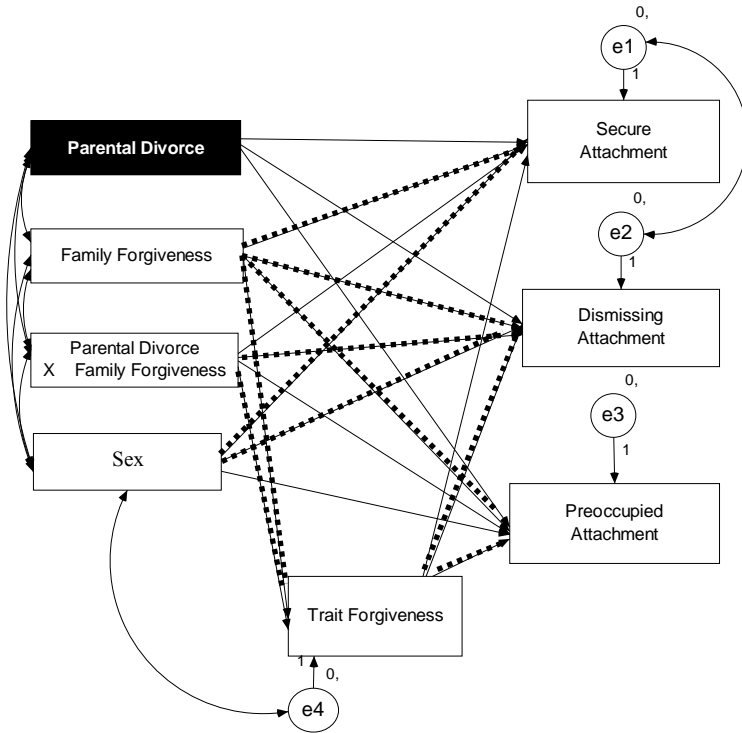 0,
e1
1
Parental Divorce
Secure
Attachment
0,
e2
1
Family Forgiveness
Dismissing
Attachment
Parental Divorce
X Family Forgiveness
0,
e3
1
Sex
Preoccupied
Attachment
Trait Forgiveness
1
0,
e4